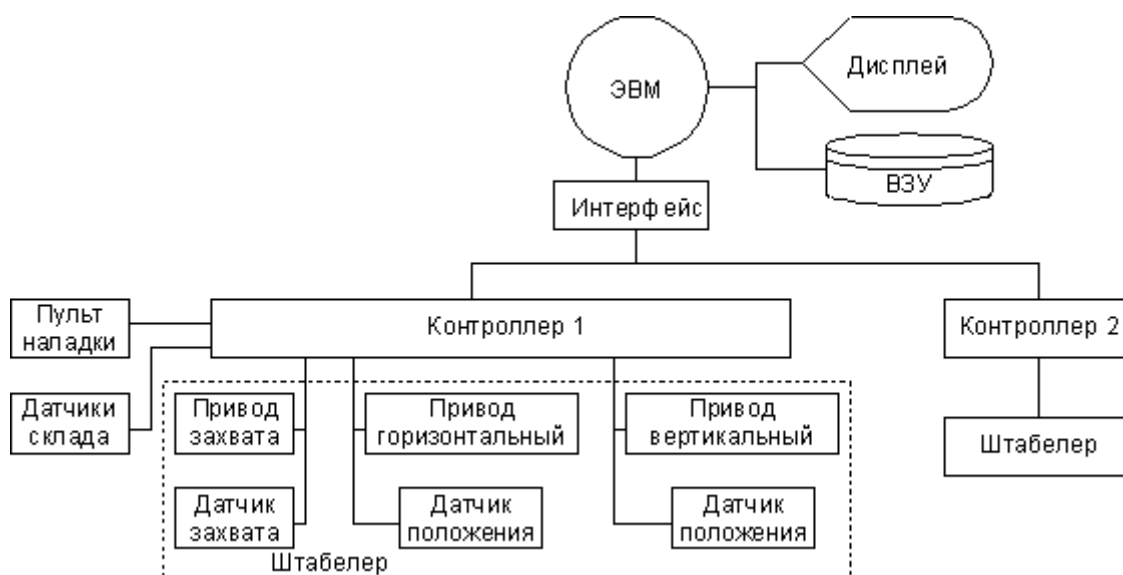 ЭВМ
Дисплей
ВЗУ
Интерфейс
Пульт
наладки
Контроллер 1
Контроллер 2
Датчики
склада
Привод
захвата
Привод
горизонтальный
Привод
вертикальный
Штабелер
Датчик
захвата
Датчик
положения
Датчик
положения
Штабелер